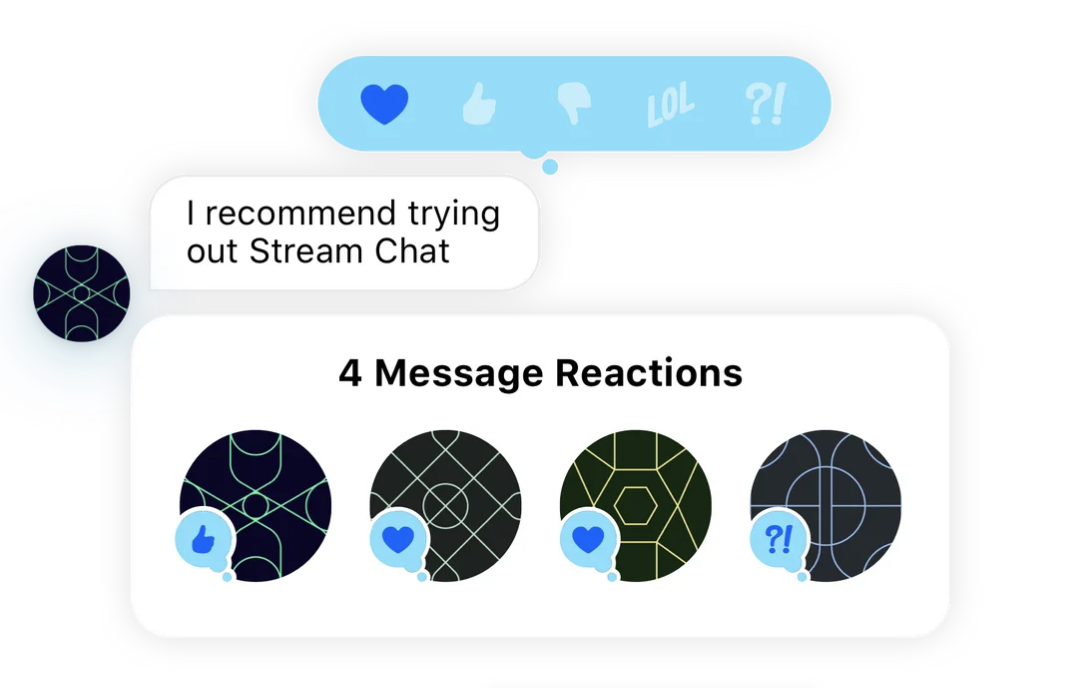 LOL ?!
I recommend trying
out Stream Chat
4 Message Reactions
?!